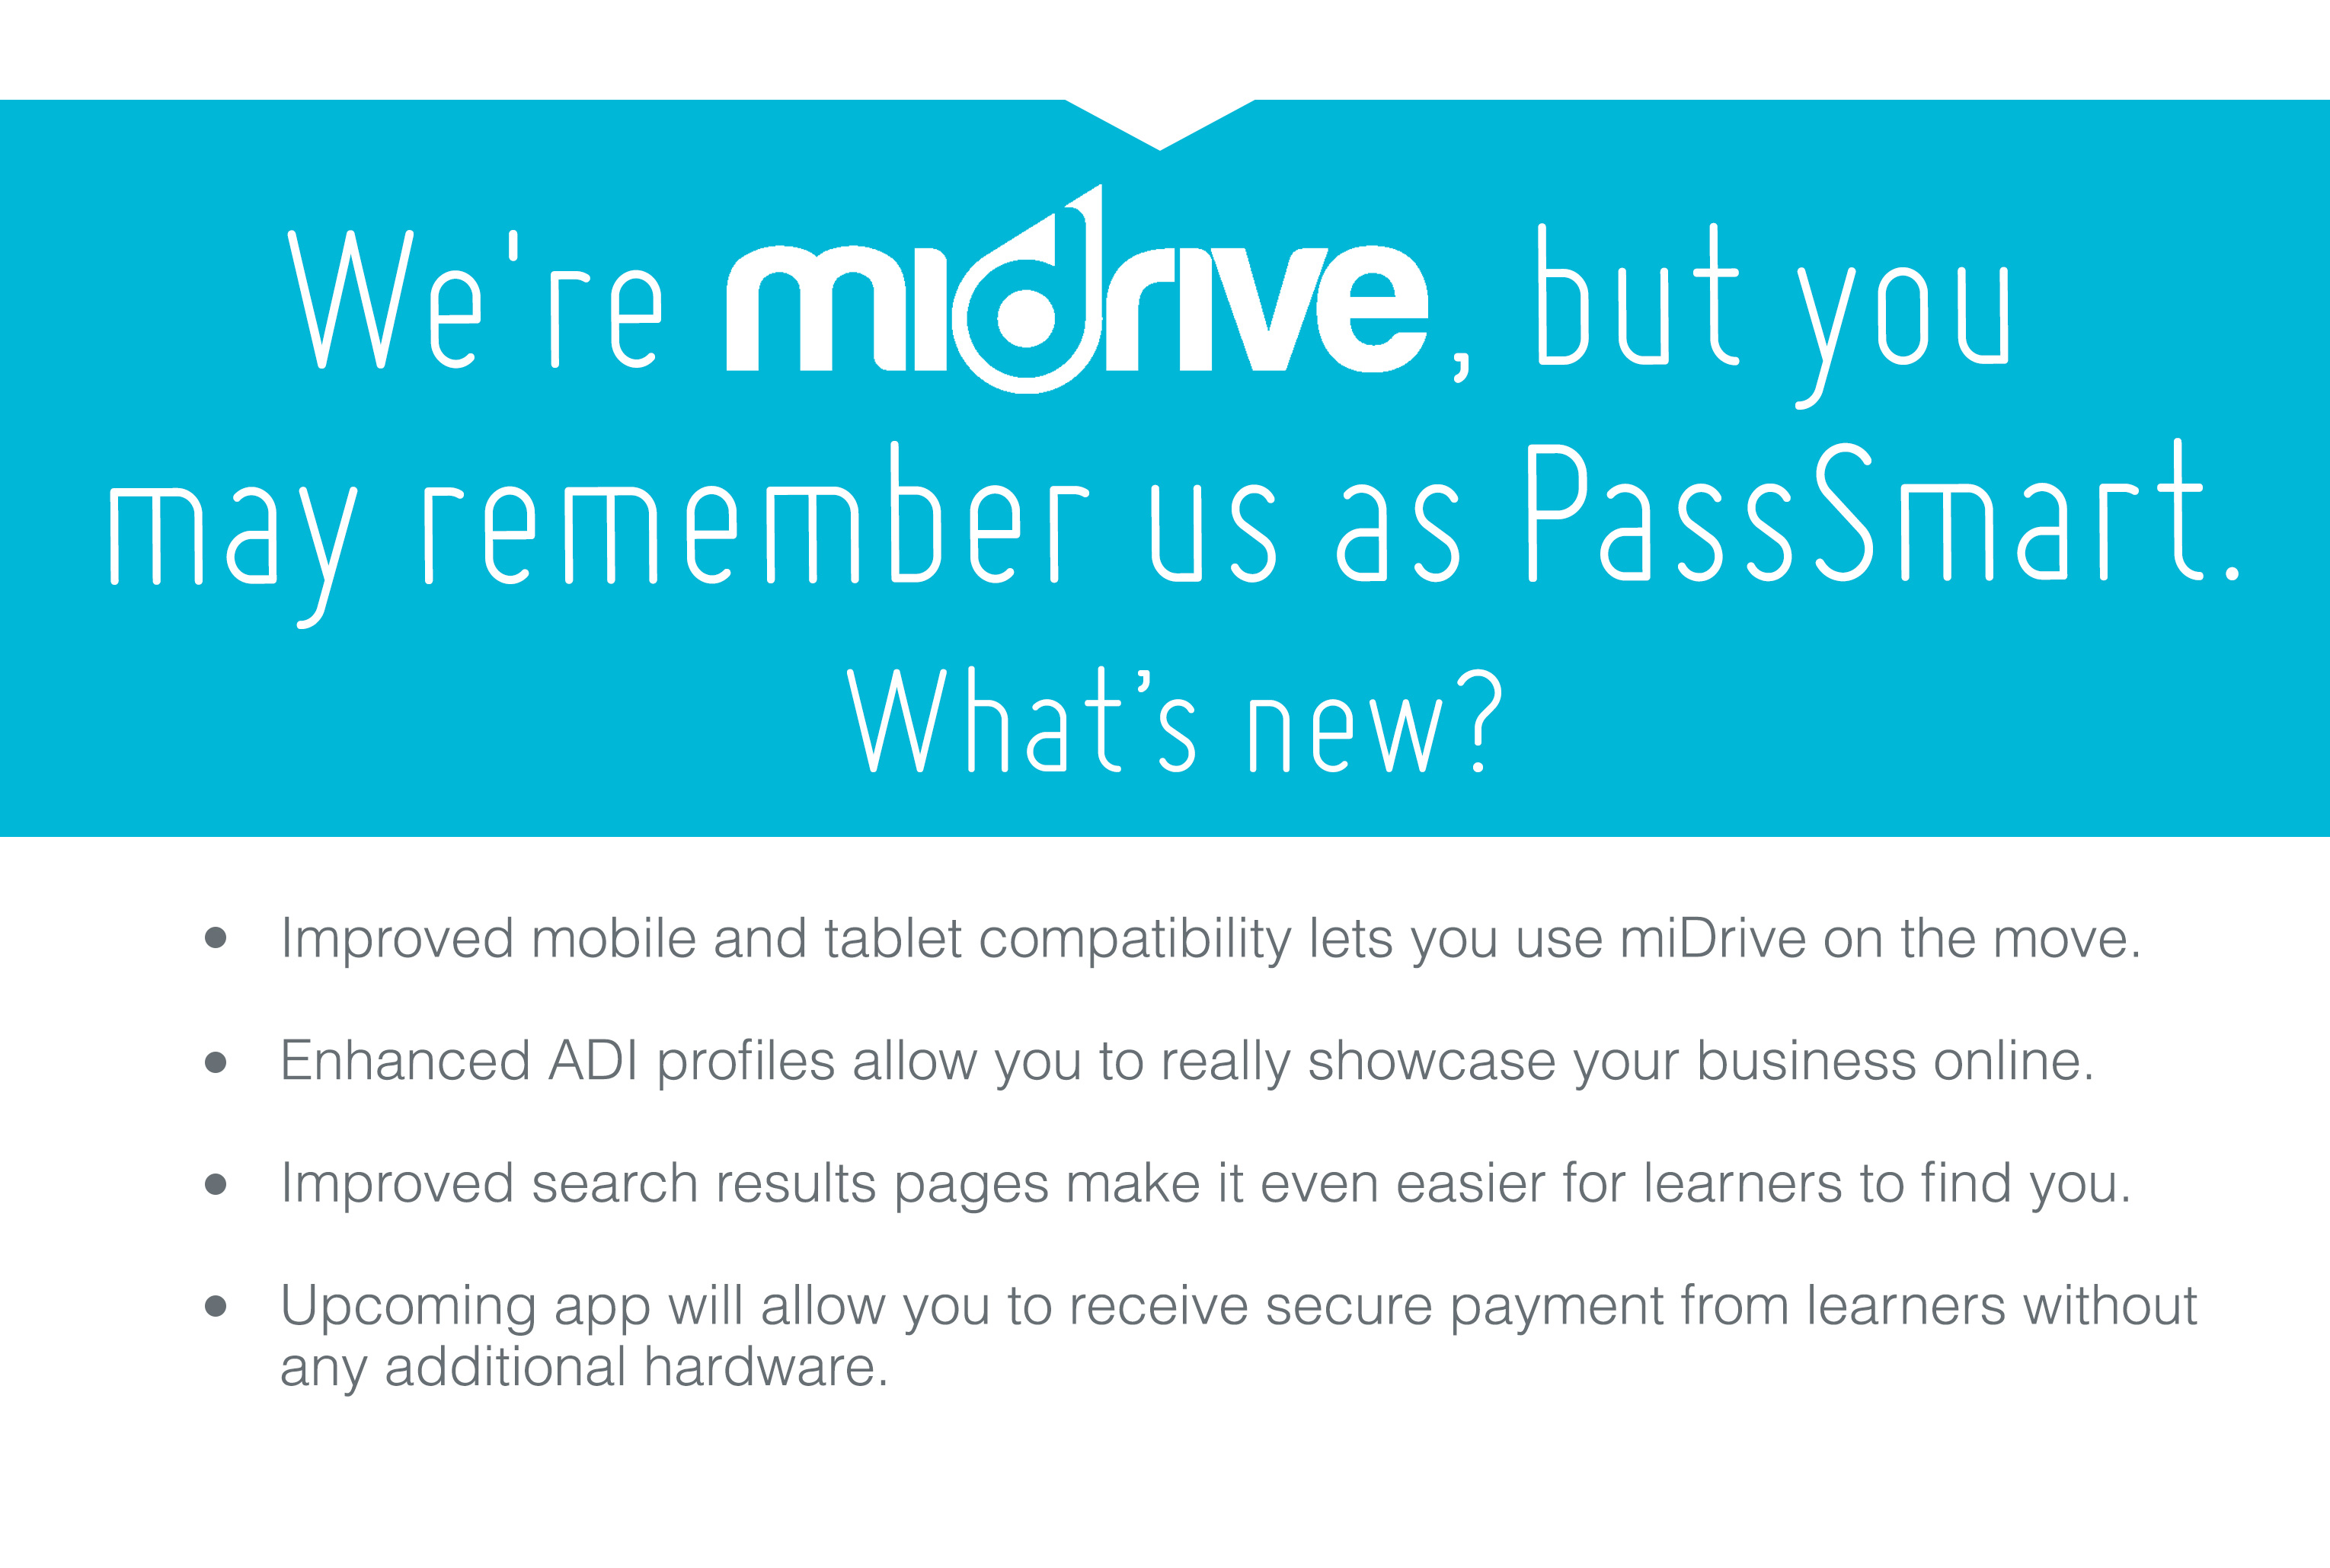 We're midrive, but you
may remember us as PassSmart.
What’s new?
• Improved mobile and tablet compatibility lets you use miDrive on the move.
• Enhanced ADI profiles allow you to really showcase your business online.
• Improved search results pages make it even easier for learners to find you.
• Upcoming app will allow you to receive secure payment from learners without
any additional hardware.